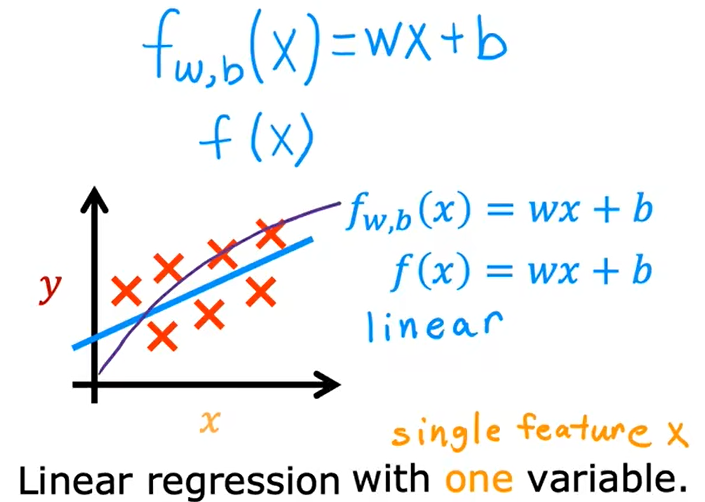 f_{w,b}(x) = wx + b
f(x)
f_{w,b}(x) = wx + b
f(x) = wx + b
linear
y
x
single feature x
Linear regression with one variable.